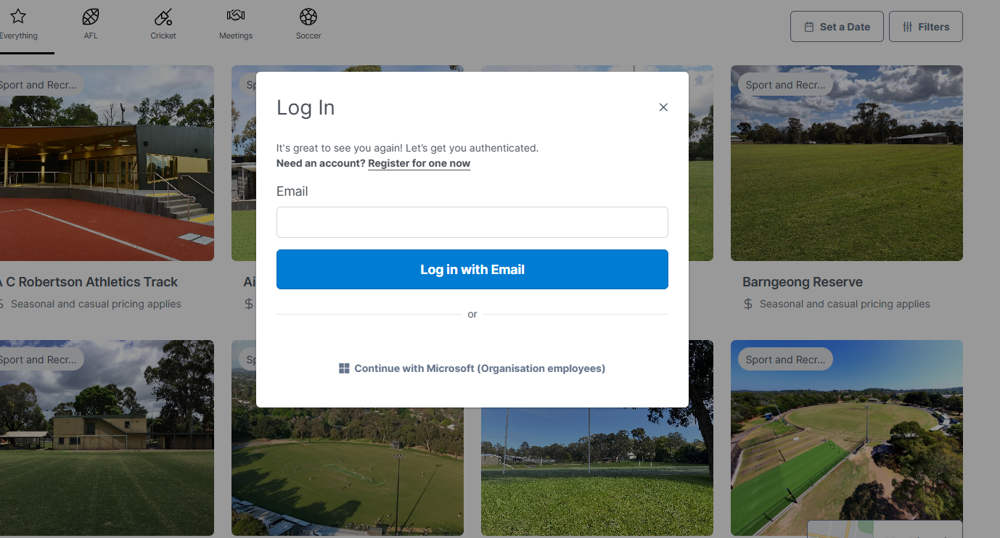 Everything
AFL
Cricket
Meetings
Soccer
Set a Date
Filters
Sport and Recr...
Sp
Sport and Recr...
Log In
It's great to see you again! Let's get you authenticated.
Need an account? Register for one now
Email
Log in with Email
or
Continue with Microsoft (Organisation employees)
A C Robertson Athletics Track
Ai
Barngeong Reserve
$ Seasonal and casual pricing applies
$
$ Seasonal and casual pricing applies
Sport and Recr...
Sp
Sport and Recr...